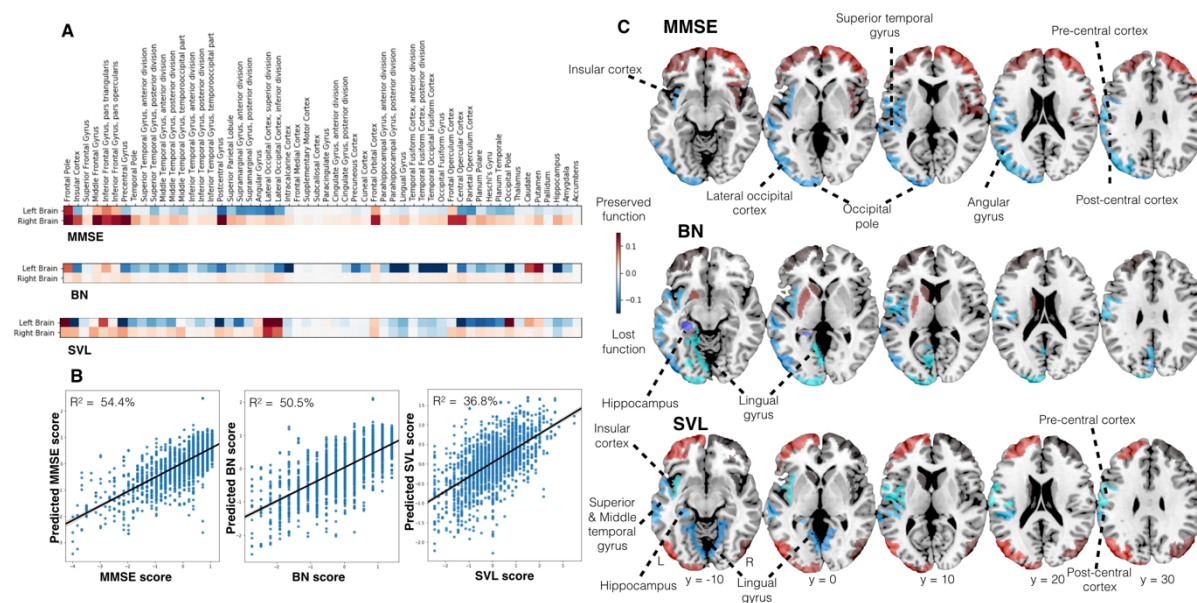 A
Frontal Pole
Insular Cortex
Superior Frontal Gyrus
Middle Frontal Gyrus
Inferior Frontal Gyrus, pars triangularis
Inferior Frontal Gyrus, pars opercularis
Precentral Gyrus
Temporal Pole
Superior Temporal Gyrus, anterior division
Superior Temporal Gyrus, posterior division
Middle Temporal Gyrus, anterior division
Middle Temporal Gyrus, posterior division
Middle Temporal Gyrus, temporooccipital part
Inferior Temporal Gyrus, anterior division
Inferior Temporal Gyrus, posterior division
Inferior Temporal Gyrus, temporooccipital part
Postcentral Gyrus
Superior Parietal Lobule
Supramarginal Gyrus, anterior division
Supramarginal Gyrus, posterior division
Angular Gyrus
Lateral Occipital Cortex, superior division
Lateral Occipital Cortex, inferior division
Intracalcarine Cortex
Frontal Medial Cortex
Supplementary Motor Cortex
Subcallosal Cortex
Paracingulate Gyrus
Cingulate Gyrus, anterior division
Cingulate Gyrus, posterior division
Precuneous Cortex
Cuneal Cortex
Frontal Orbital Cortex
Parahippocampal Gyrus, anterior division
Parahippocampal Gyrus, posterior division
Lingual Gyrus
Temporal Fusiform Cortex, anterior division
Temporal Fusiform Cortex, posterior division
Temporal Occipital Fusiform Cortex
Occipital Fusiform Gyrus
Frontal Operculum Cortex
Central Opercular Cortex
Parietal Operculum Cortex
Planum Polare
Heschl's Gyru
Planum Temporale
Occipital Pole
Thalamus
Caudate
Putamen
Pallidum
Hippocampus
Amygdala
Accumbens
Left Brain
Right Brain
MMSE
Left Brain
Right Brain
BN
Left Brain
Right Brain
SVL
Preserved
function
0.1
0.0
−0.1
Lost
function
B
R² = 54.4%
Predicted MMSE score
MMSE score
R² = 50.5%
Predicted BN score
BN score
R² = 36.8%
Predicted SVL score
SVL score
C
MMSE
Superior temporal
gyrus
Pre-central cortex
Insular cortex
Lateral occipital
cortex
Occipital
pole
Angular
gyrus
Post-central cortex
BN
Hippocampus
Lingual
gyrus
SVL
Insular
cortex
Pre-central cortex
Superior
& Middle
temporal
gyrus
Hippocampus
L
R
Lingual
gyrus
Post-central
cortex
y = -10
y = 0
y = 10
y = 20
y = 30